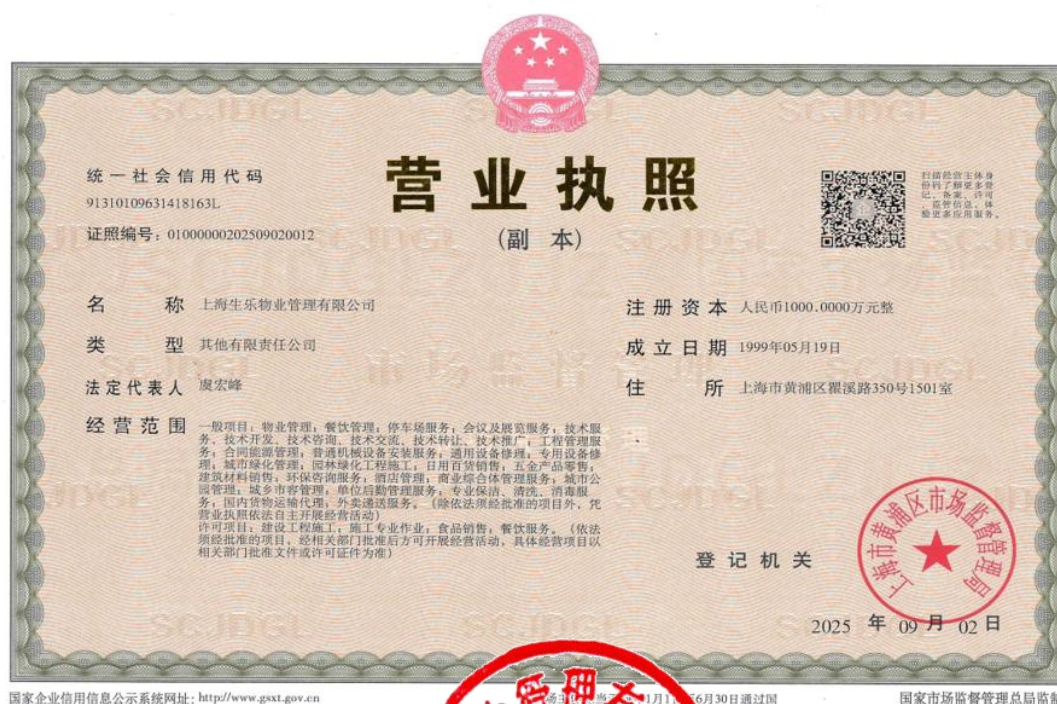 营业执照
(副 本)
统一社会信用代码
91310109631418163L
证照编号：01000000202509020012
扫描经营主体身
份码了解更多登
记、备案、许可
、监管信息，体
验更多应用服务。
名 称 上海生乐物业管理有限公司
类 型 其他有限责任公司
法定代表人 虞宏峰
经营范围 一般项目：物业管理；餐饮管理；停车场服务；会议及展览服务；技术服
务、技术开发、技术咨询、技术交流、技术转让、技术推广；工程管理服
务；合同能源管理；普通机械设备安装服务；通用设备修理；专用设备修
理；城市绿化管理；园林绿化工程施工；日用百货销售；五金产品零售；
建筑材料销售；环保咨询服务；酒店管理；商业综合体管理服务；城市公
园管理；城乡市容管理；单位后勤管理服务；专业保洁、清洗、消毒服
务；国内货物运输代理；外卖递送服务。（除依法须经批准的项目外，凭
营业执照依法自主开展经营活动）
许可项目：建设工程施工；施工专业作业；食品销售；餐饮服务。（依法
须经批准的项目，经相关部门批准后方可开展经营活动，具体经营项目以
相关部门批准文件或许可证件为准）
注册资本 人民币1000.0000万元整
成立日期 1999年05月19日
住 所 上海市黄浦区瞿溪路350号1501室
登记机关
上海市黄浦区市场监督管理局
2025 年 09 月 02 日
国家企业信用信息公示系统网址：http://www.gsxt.gov.cn
6月30日通过国
国家市场监督管理总局监制